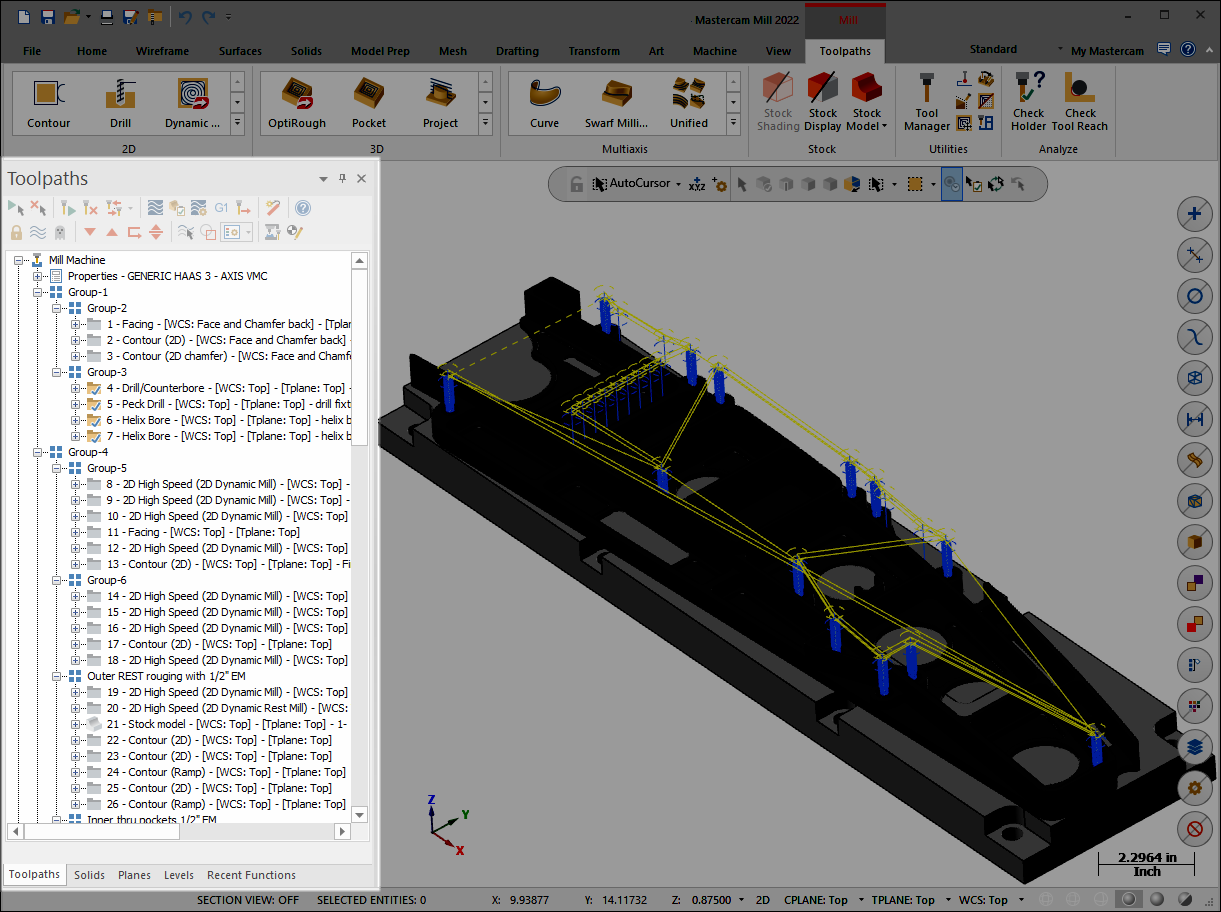 Mastercam Mill 2022
Mill
File Home Wireframe Surfaces Solids Model Prep Mesh Drafting Transform Art Machine View Toolpaths Standard My Mastercam
Contour Drill Dynamic ... OptiRough Pocket Project Curve Swarf Milli... Unified Stock Shading Stock Display Stock Model Tool Manager Check Holder Check Tool Reach
2D 3D Multiaxis Stock Utilities Analyze
Toolpaths
AutoCursor XYZ
G1
Mill Machine
Properties - GENERIC HAAS 3 - AXIS VMC
Group-1
Group-2
1 - Facing - [WCS: Face and Chamfer back] - [Tplar
2 - Contour (2D) - [WCS: Face and Chamfer back] -
3 - Contour (2D chamfer) - [WCS: Face and Chamfe
Group-3
4 - Drill/Counterbore - [WCS: Top] - [Tplane: Top] -
5 - Peck Drill - [WCS: Top] - [Tplane: Top] - drill fixt
6 - Helix Bore - [WCS: Top] - [Tplane: Top] - helix b
7 - Helix Bore - [WCS: Top] - [Tplane: Top] - helix b
Group-4
Group-5
8 - 2D High Speed (2D Dynamic Mill) - [WCS: Top] -
9 - 2D High Speed (2D Dynamic Mill) - [WCS: Top] -
10 - 2D High Speed (2D Dynamic Mill) - [WCS: Top]
11 - Facing - [WCS: Top] - [Tplane: Top]
12 - 2D High Speed (2D Dynamic Mill) - [WCS: Top]
13 - Contour (2D) - [WCS: Top] - [Tplane: Top] - Fi
Group-6
14 - 2D High Speed (2D Dynamic Mill) - [WCS: Top]
15 - 2D High Speed (2D Dynamic Mill) - [WCS: Top]
16 - 2D High Speed (2D Dynamic Mill) - [WCS: Top]
17 - Contour (2D) - [WCS: Top] - [Tplane: Top]
18 - 2D High Speed (2D Dynamic Mill) - [WCS: Top]
Outer REST rouging with 1/2" EM
19 - 2D High Speed (2D Dynamic Mill) - [WCS: Top]
20 - 2D High Speed (2D Dynamic Rest Mill) - [WCS:
21 - Stock model - [WCS: Top] - [Tplane: Top] - 1-
22 - Contour (2D) - [WCS: Top] - [Tplane: Top]
23 - Contour (2D) - [WCS: Top] - [Tplane: Top]
24 - Contour (Ramp) - [WCS: Top] - [Tplane: Top]
25 - Contour (2D) - [WCS: Top] - [Tplane: Top]
26 - Contour (Ramp) - [WCS: Top] - [Tplane: Top]
Inner thru pockets 1/2" EM
Z
Y
X
2.2964 in
Inch
Toolpaths Solids Planes Levels Recent Functions
SECTION VIEW: OFF SELECTED ENTITIES: 0 X: 9.93877 Y: 14.11732 Z: 0.87500 2D CPLANE: Top TPLANE: Top WCS: Top